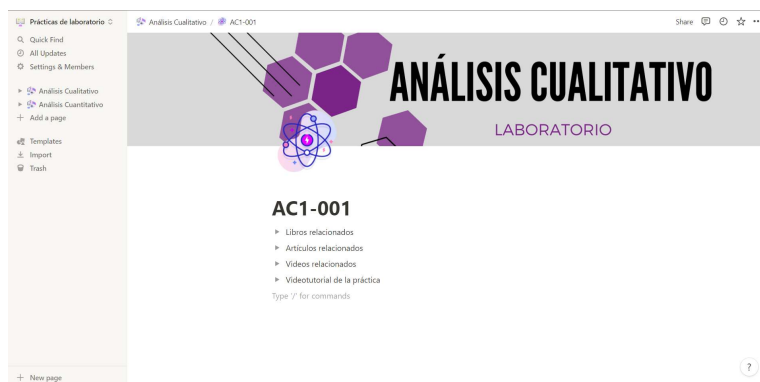 Prácticas de laboratorio
Análisis Cualitativo / AC1-001
Share
Quick Find
All Updates
Settings & Members
Análisis Cualitativo
Análisis Cuantitativo
Add a page
Templates
Import
Trash
New page
ANÁLISIS CUALITATIVO
LABORATORIO
AC1-001
Libros relacionados
Artículos relacionados
Videos relacionados
Videotutorial de la práctica
Type '/' for commands
?